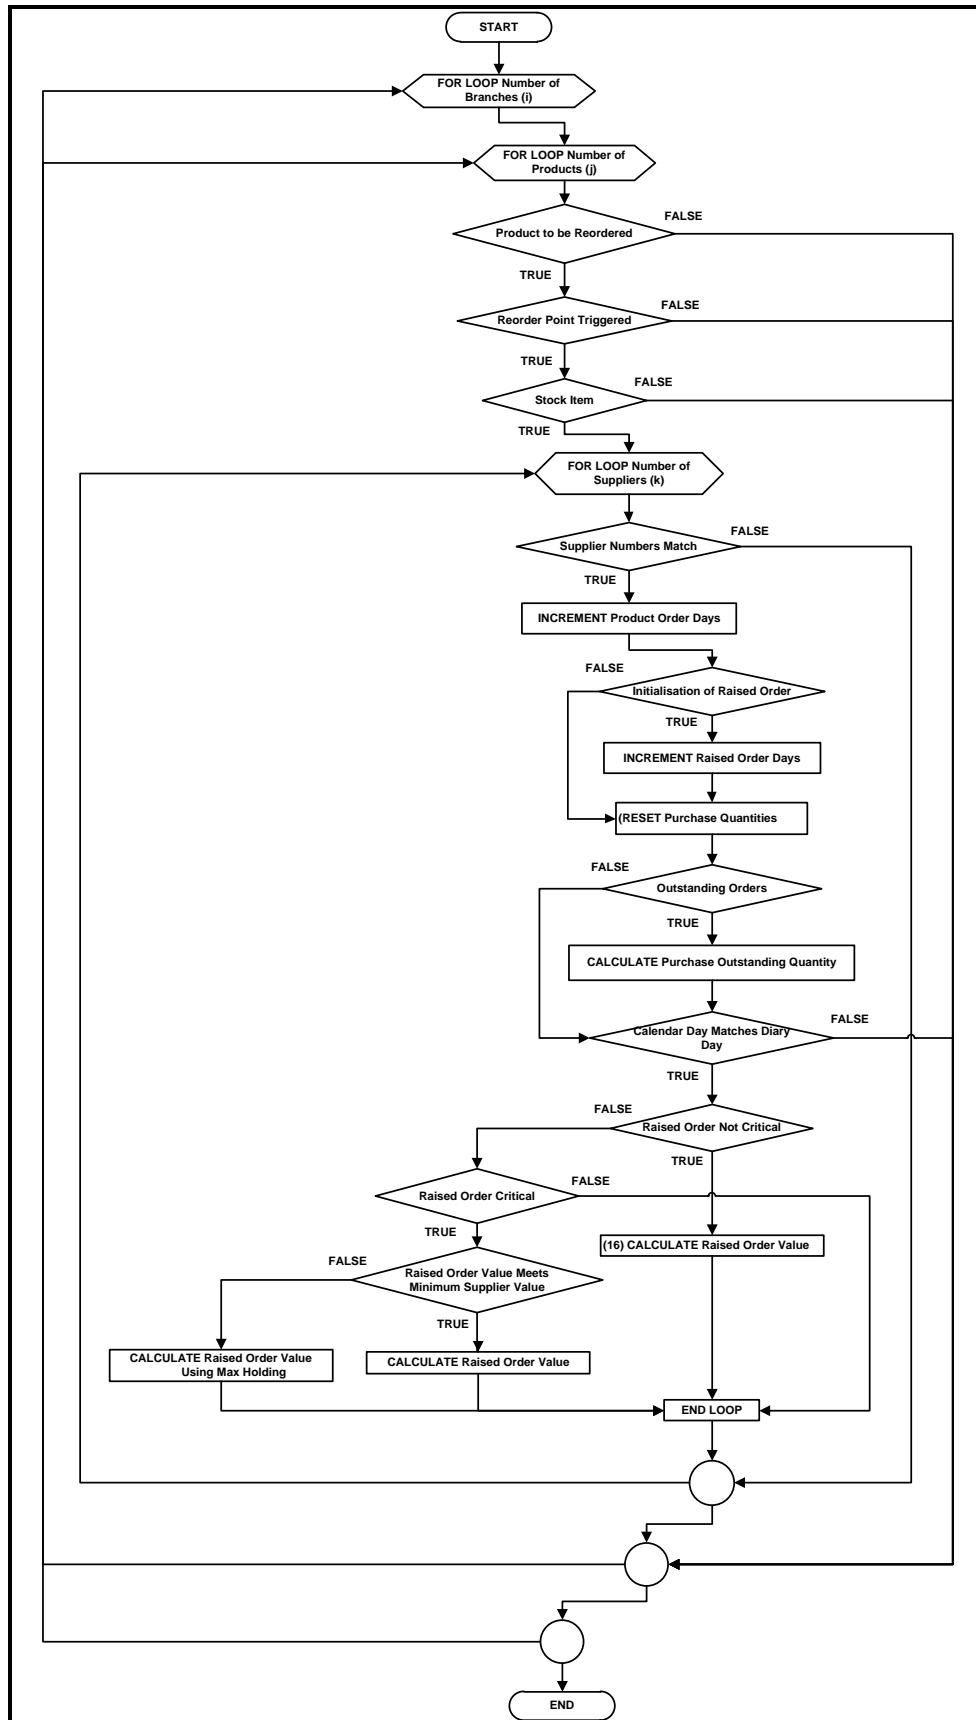 START
FOR LOOP Number of
Branches (i)
FOR LOOP Number of
Products (j)
FALSE
Product to be Reordered
TRUE
FALSE
Reorder Point Triggered
TRUE
FALSE
Stock Item
TRUE
FOR LOOP Number of
Suppliers (k)
FALSE
Supplier Numbers Match
TRUE
INCREMENT Product Order Days
FALSE
Initialisation of Raised Order
TRUE
INCREMENT Raised Order Days
(RESET Purchase Quantities
FALSE
Outstanding Orders
TRUE
CALCULATE Purchase Outstanding Quantity
FALSE
Calendar Day Matches Diary
Day
TRUE
FALSE
Raised Order Not Critical
TRUE
FALSE
Raised Order Critical
TRUE
(16) CALCULATE Raised Order Value
FALSE
Raised Order Value Meets
Minimum Supplier Value
TRUE
CALCULATE Raised Order Value
Using Max Holding
CALCULATE Raised Order Value
END LOOP
END